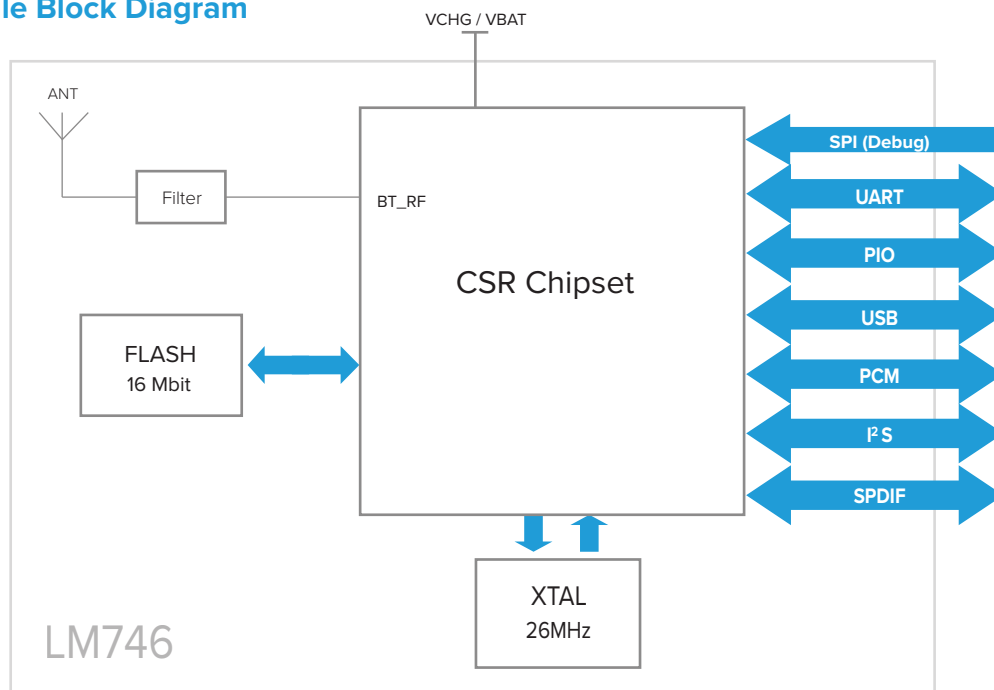 le Block Diagram
VCHG / VBAT
ANT
Filter
BT_RF
CSR Chipset
SPI (Debug)
UART
PIO
USB
PCM
I² S
SPDIF
FLASH
16 Mbit
XTAL
26MHz
LM746